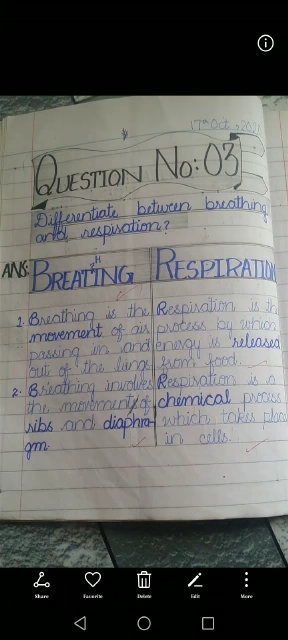 17th Oct, 2021
QUESTION No: 03
Differentiate between breathing
and respiration?
ANS:
BREATING
H
RESPIRATION
1. Breathing is the
movement of air
passing in and
out of the lungs
2. Breathing involves
the movement of
ribs and diaphra-
gm.
Respiration is the
process by which
energy is released
from food.
Respiration is a
chemical process
which takes place
in cells.
Share
Favorite
Delete
Edit
More